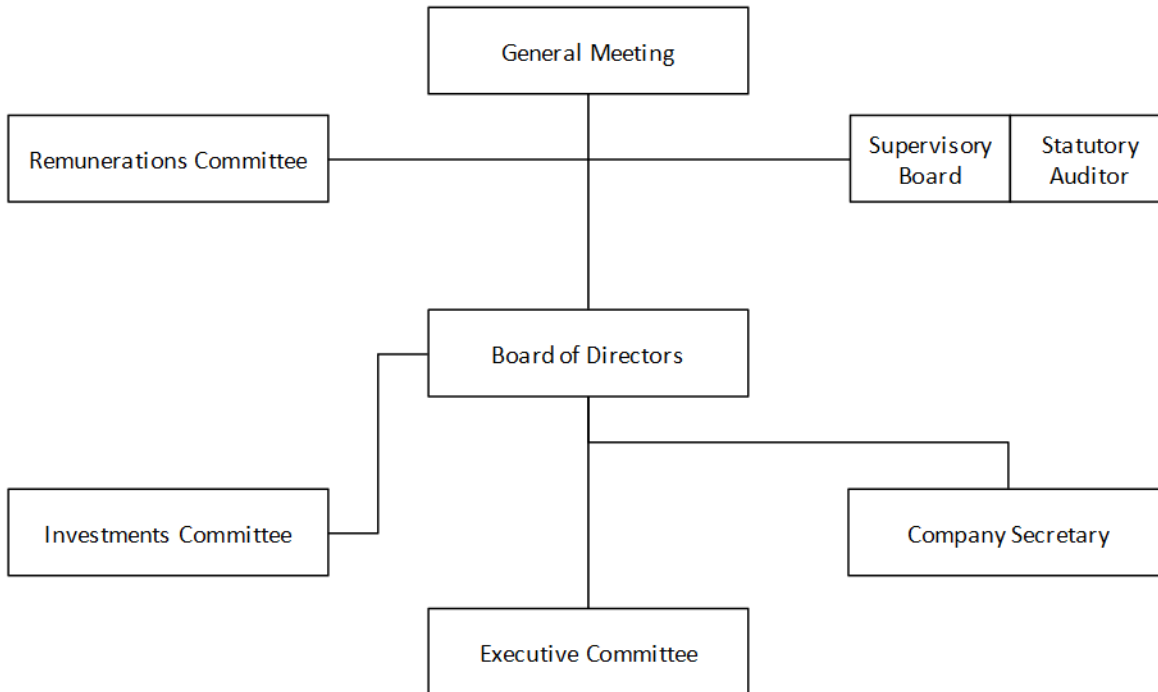 General Meeting
Remunerations Committee
Supervisory
Board
Statutory
Auditor
Board of Directors
Investments Committee
Company Secretary
Executive Committee